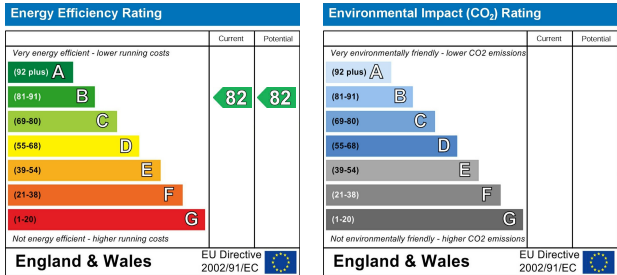 Energy Efficiency Rating
Current Potential
Very energy efficient - lower running costs
(92 plus) A
(81-91) B 82 82
(69-80) C
(55-68) D
(39-54) E
(21-38) F
(1-20) G
Not energy efficient - higher running costs
England & Wales
EU Directive
2002/91/EC
Environmental Impact (CO₂) Rating
Current Potential
Very environmentally friendly - lower CO2 emissions
(92 plus) A
(81-91) B
(69-80) C
(55-68) D
(39-54) E
(21-38) F
(1-20) G
Not environmentally friendly - higher CO2 emissions
England & Wales
EU Directive
2002/91/EC